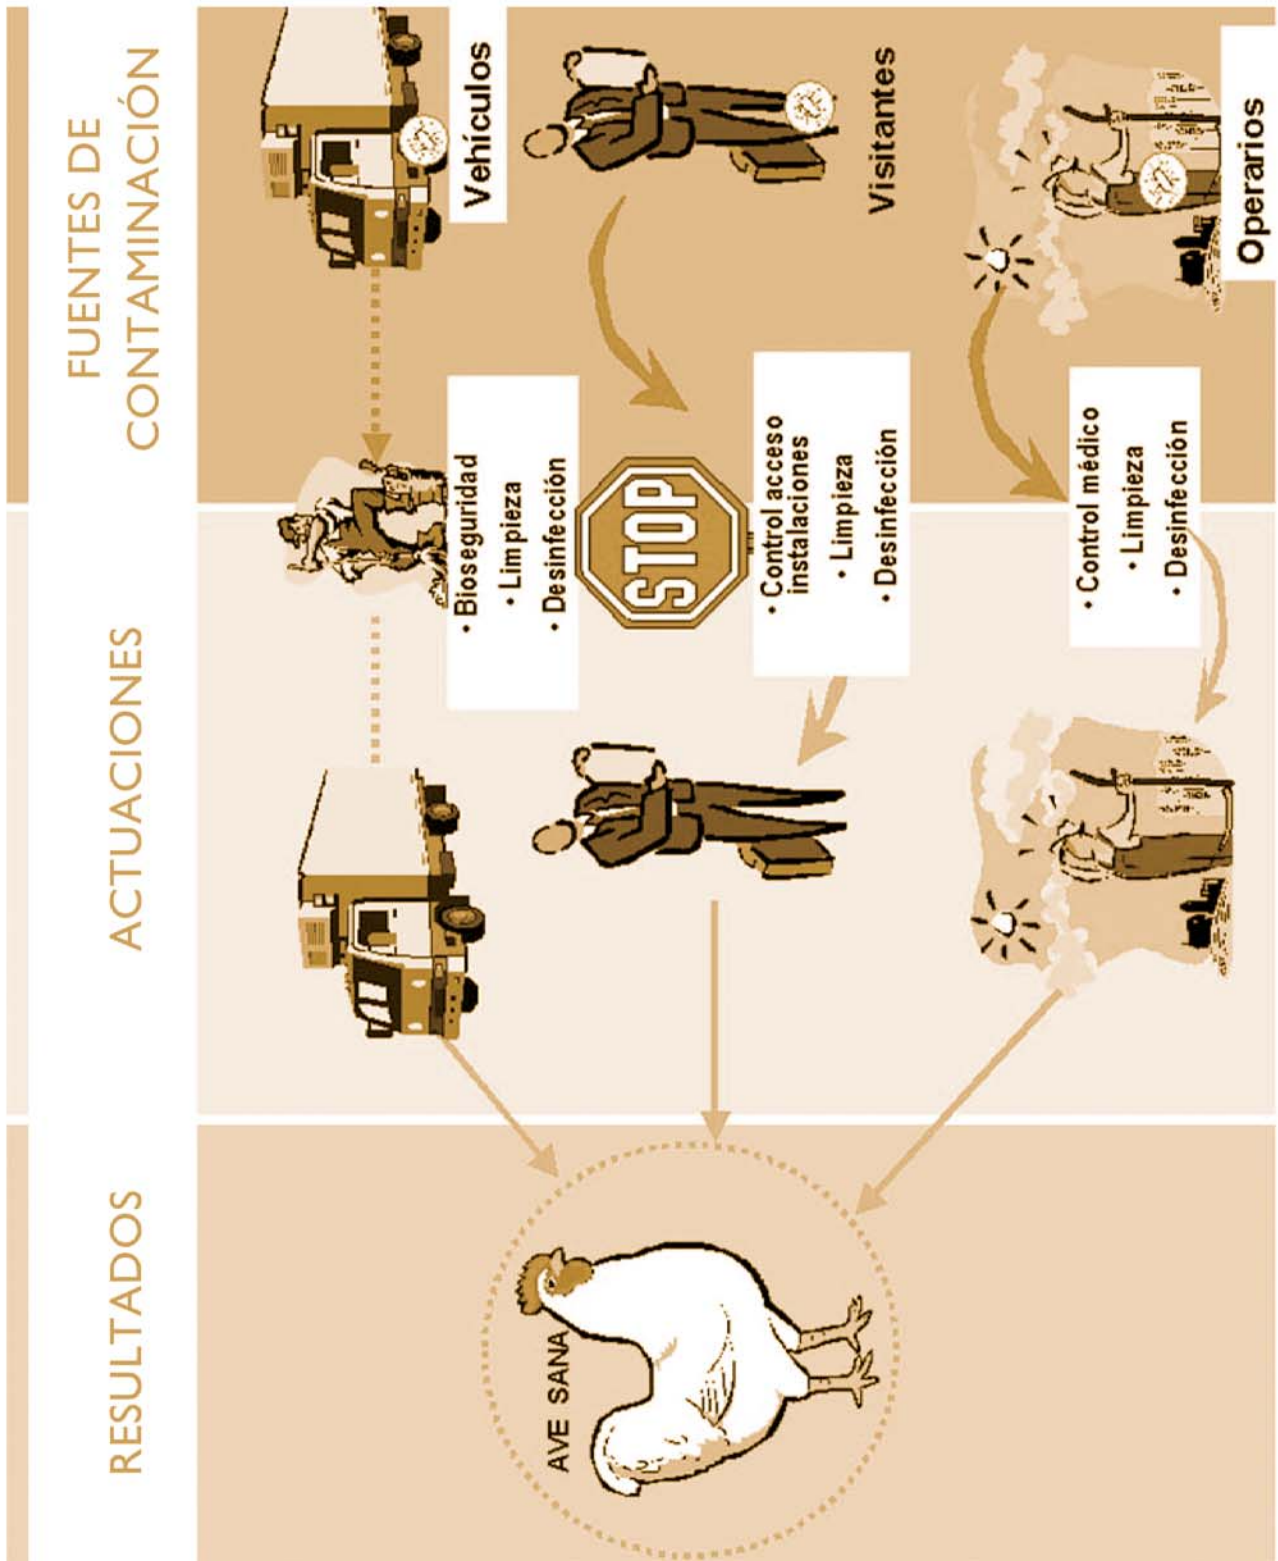 FUENTES DE
CONTAMINACIÓN
Vehículos
Visitantes
Operarios
ACTUACIONES
• Bioseguridad
• Limpieza
• Desinfección
STOP
• Control acceso
instalaciones
• Limpieza
• Desinfección
• Control médico
• Limpieza
• Desinfección
RESULTADOS
AVE SANA